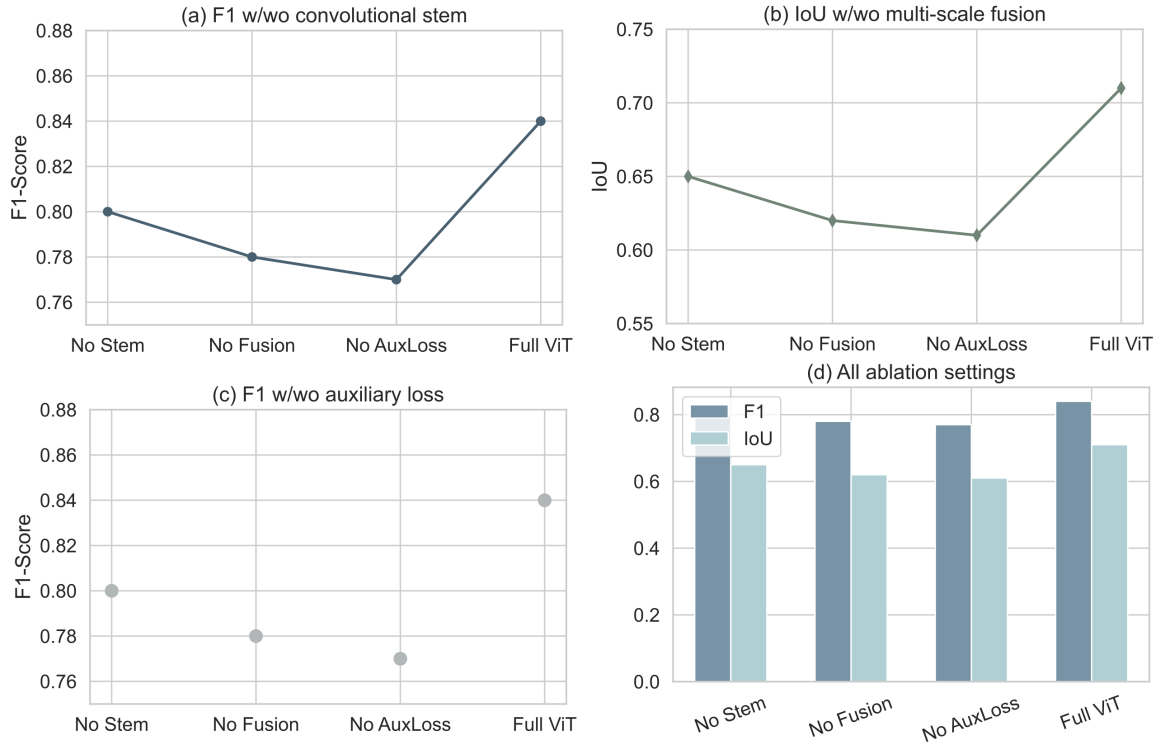 (a) F1 w/wo convolutional stem
0.88
0.86
0.84
0.82
0.80
0.78
0.76
F1-Score
No Stem No Fusion No AuxLoss Full ViT
(b) IoU w/wo multi-scale fusion
0.75
0.70
0.65
0.60
0.55
IoU
No Stem No Fusion No AuxLoss Full ViT
(c) F1 w/wo auxiliary loss
0.88
0.86
0.84
0.82
0.80
0.78
0.76
F1-Score
No Stem No Fusion No AuxLoss Full ViT
(d) All ablation settings
F1
IoU
0.8
0.6
0.4
0.2
0.0
No Stem No Fusion No AuxLoss Full ViT